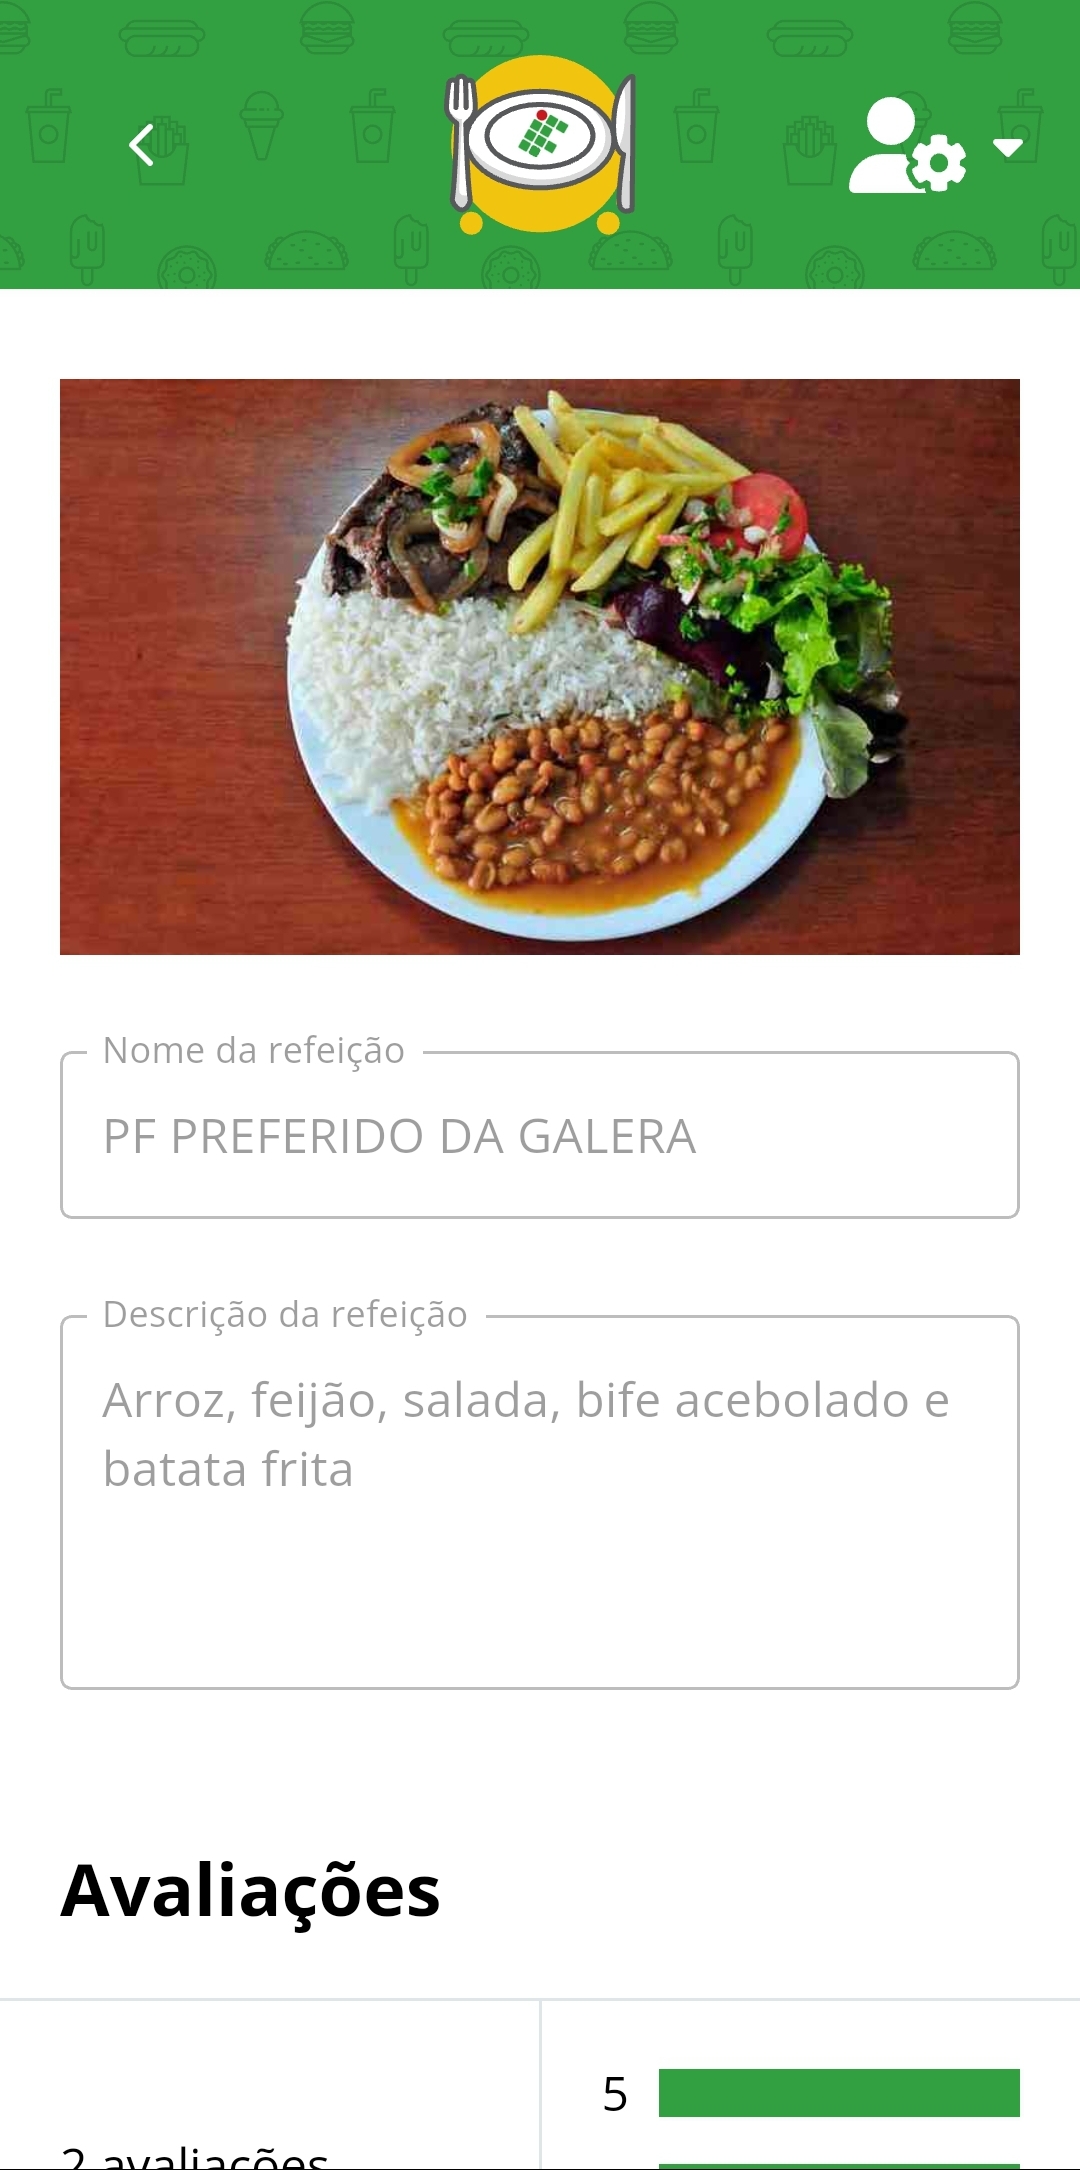 Nome da refeição
PF PREFERIDO DA GALERA
Descrição da refeição
Arroz, feijão, salada, bife acebolado e
batata frita
Avaliações
5
2 avaliações